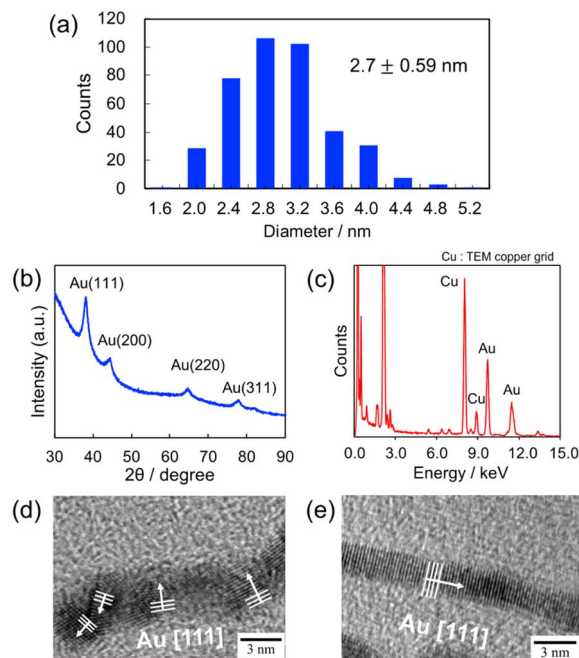 (a)
120
100
80
60
40
20
0
Counts
2.7 ± 0.59 nm
1.6 2.0 2.4 2.8 3.2 3.6 4.0 4.4 4.8 5.2
Diameter / nm
(b)
Intensity (a.u.)
Au(111)
Au(200)
Au(220)
Au(311)
30 40 50 60 70 80 90
2θ / degree
(c)
Cu : TEM copper grid
Counts
Cu
Au
Cu
Au
0.0 3.0 6.0 9.0 12.0 15.0
Energy / keV
(d)
Au [111]
3 nm
(e)
Au [111]
3 nm